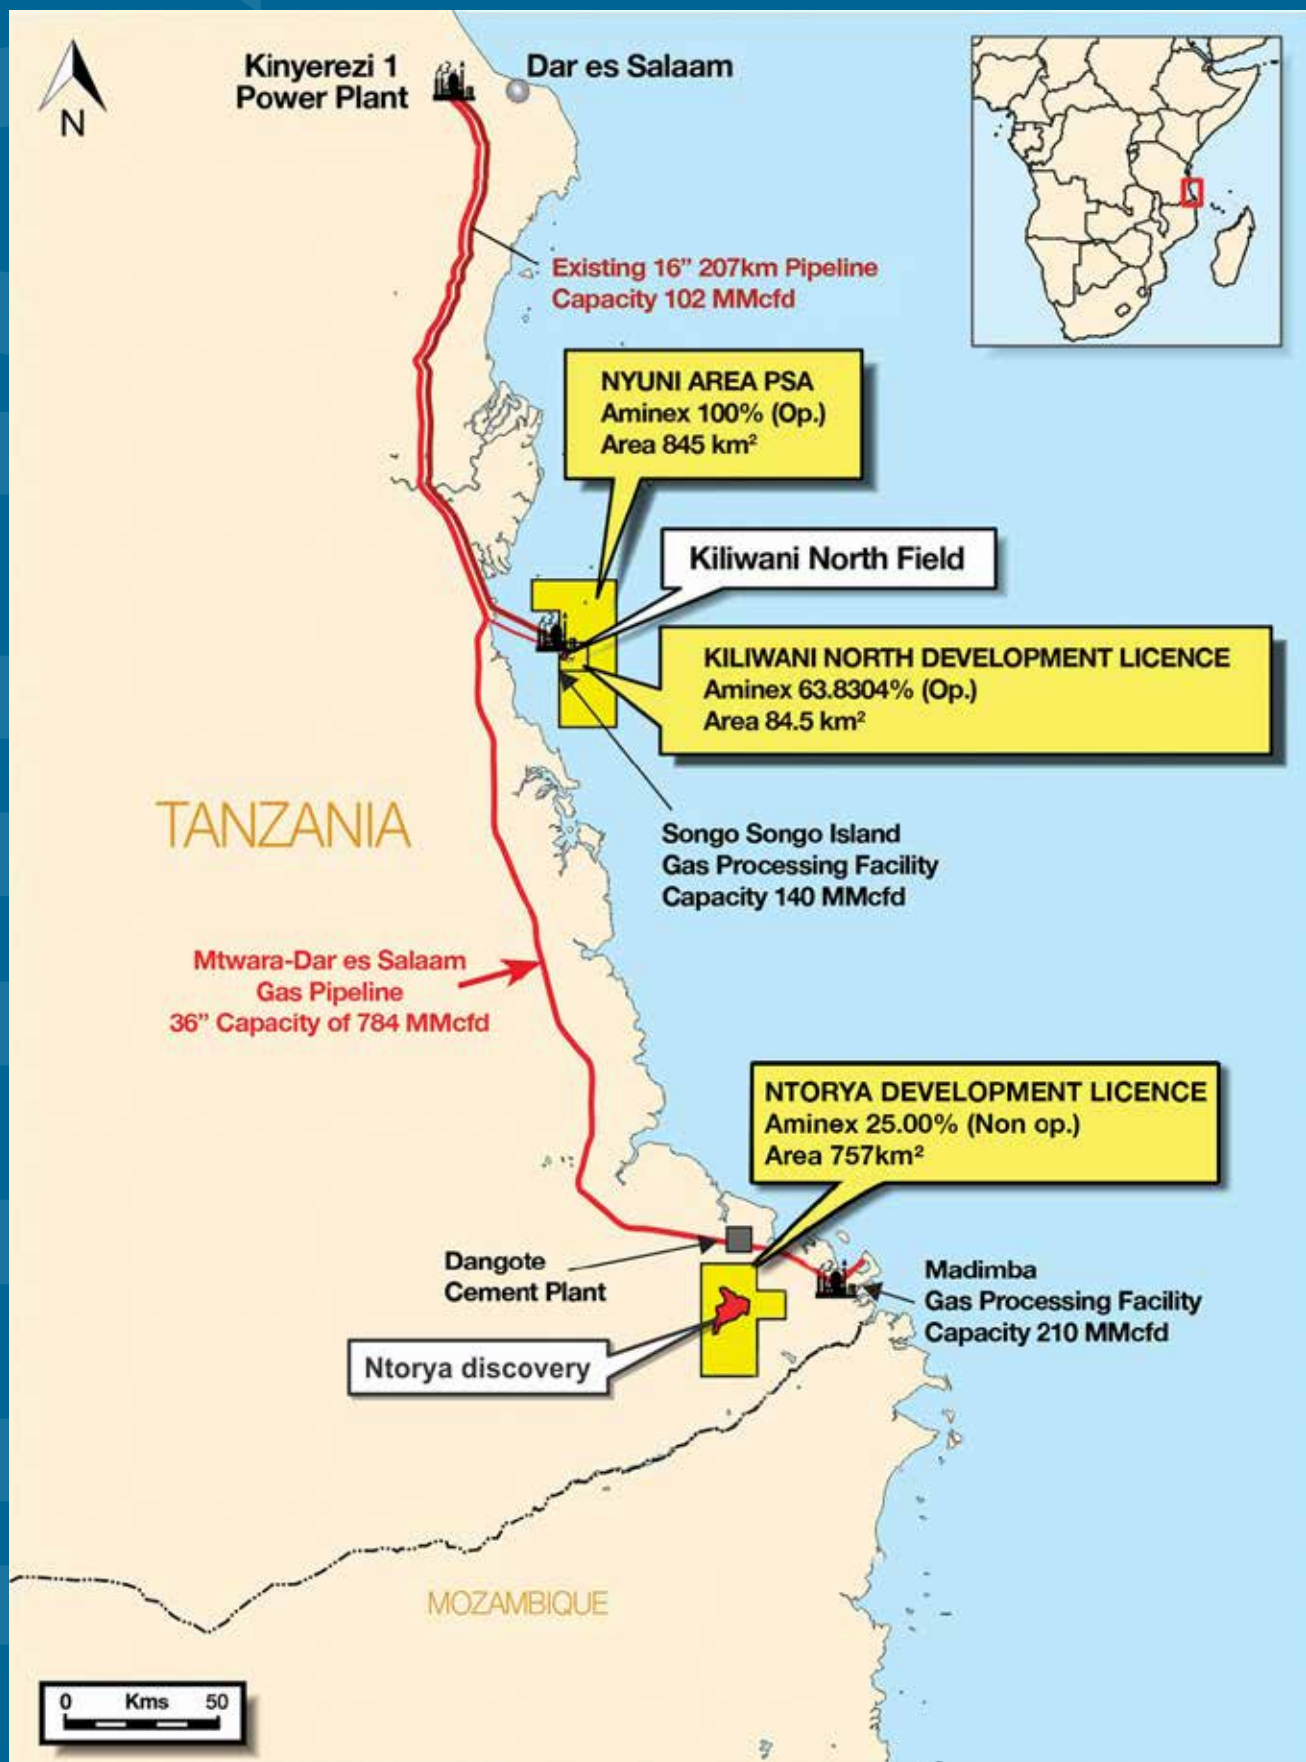 Kinyerezi 1
Power Plant
Dar es Salaam
N
Existing 16” 207km Pipeline
Capacity 102 MMcfd
NYUNI AREA PSA
Aminex 100% (Op.)
Area 845 km²
Kiliwani North Field
KILIWANI NORTH DEVELOPMENT LICENCE
Aminex 63.8304% (Op.)
Area 84.5 km²
TANZANIA
Songo Songo Island
Gas Processing Facility
Capacity 140 MMcfd
Mtwara-Dar es Salaam
Gas Pipeline
36” Capacity of 784 MMcfd
NTORYA DEVELOPMENT LICENCE
Aminex 25.00% (Non op.)
Area 757km²
Dangote
Cement Plant
Madimba
Gas Processing Facility
Capacity 210 MMcfd
Ntorya discovery
MOZAMBIQUE
0 Kms 50